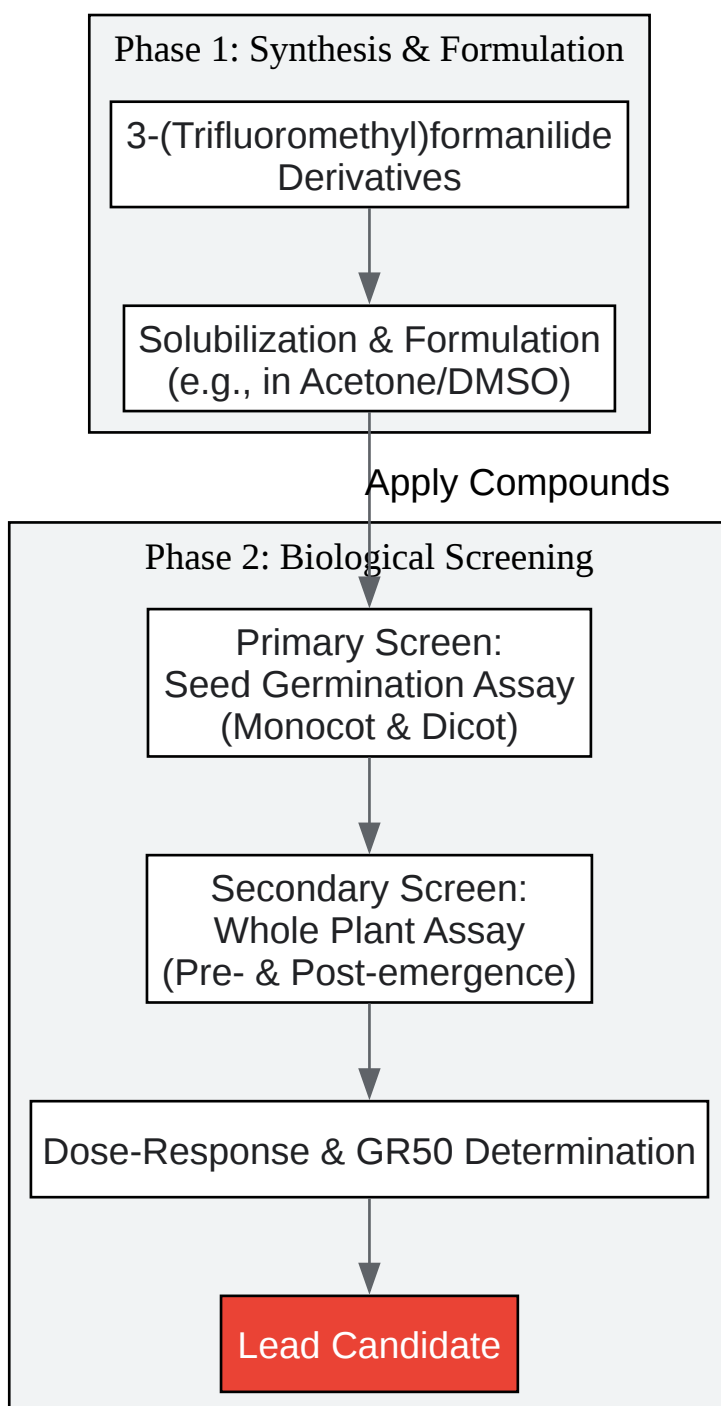 Phase 1: Synthesis & Formulation
3-(Trifluoromethyl)formanilide
Derivatives
Solubilization & Formulation
(e.g., in Acetone/DMSO)
Apply Compounds
Phase 2: Biological Screening
Primary Screen:
Seed Germination Assay
(Monocot & Dicot)
Secondary Screen:
Whole Plant Assay
(Pre- & Post-emergence)
Dose-Response & GR50 Determination
Lead Candidate